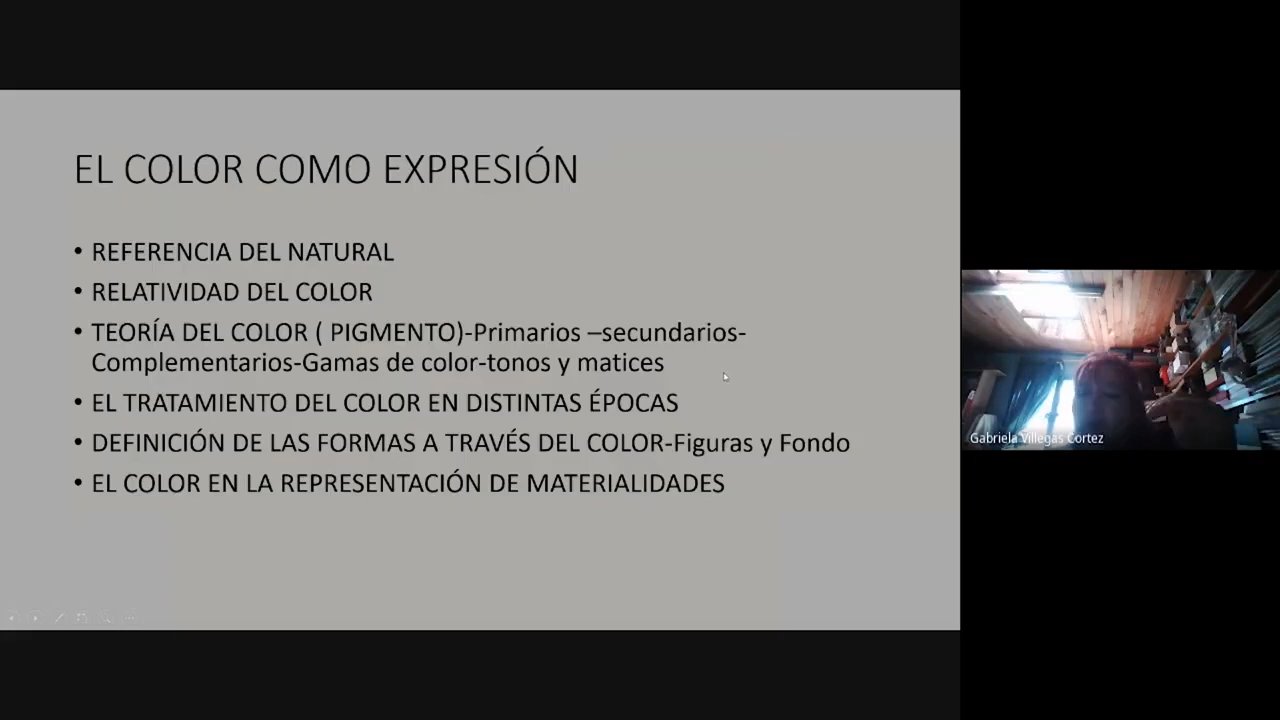 EL COLOR COMO EXPRESIÓN
• REFERENCIA DEL NATURAL
• RELATIVIDAD DEL COLOR
• TEORÍA DEL COLOR ( PIGMENTO)-Primarios –secundarios-
Complementarios-Gamas de color-tonos y matices
• EL TRATAMIENTO DEL COLOR EN DISTINTAS ÉPOCAS
• DEFINICIÓN DE LAS FORMAS A TRAVÉS DEL COLOR-Figuras y Fondo
• EL COLOR EN LA REPRESENTACIÓN DE MATERIALIDADES
Gabriela Villegas Cortez